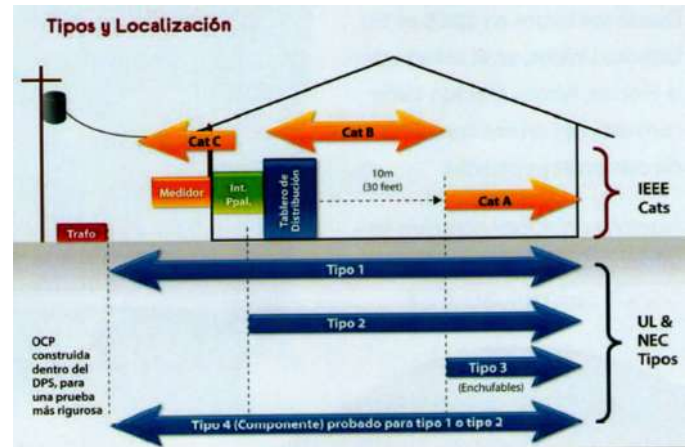 Tipos y Localización
Cat C
Cat B
Medidor
Int.
Ppal.
Tablero de
Distribución
10m
(30 feet)
Cat A
IEEE
Cats
Trafo
Tipo 1
Tipo 2
Tipo 3
(Enchufables)
UL &
NEC
Tipos
OCP
construida
dentro del
DPS, para
una prueba
más rigurosa
Tipo 4 (Componente) probado para tipo 1 o tipo 2